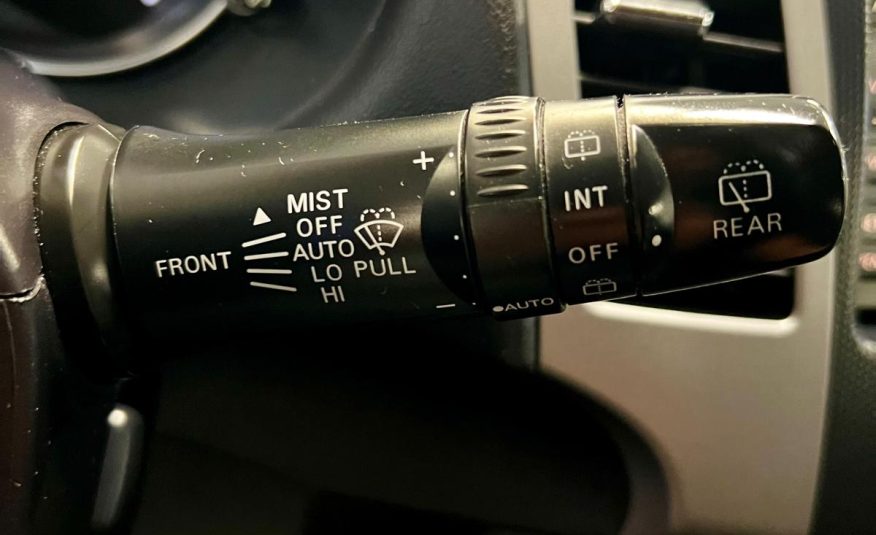 MIST
OFF
FRONT AUTO
LO PULL
HI
+
−
●AUTO
INT
OFF
REAR